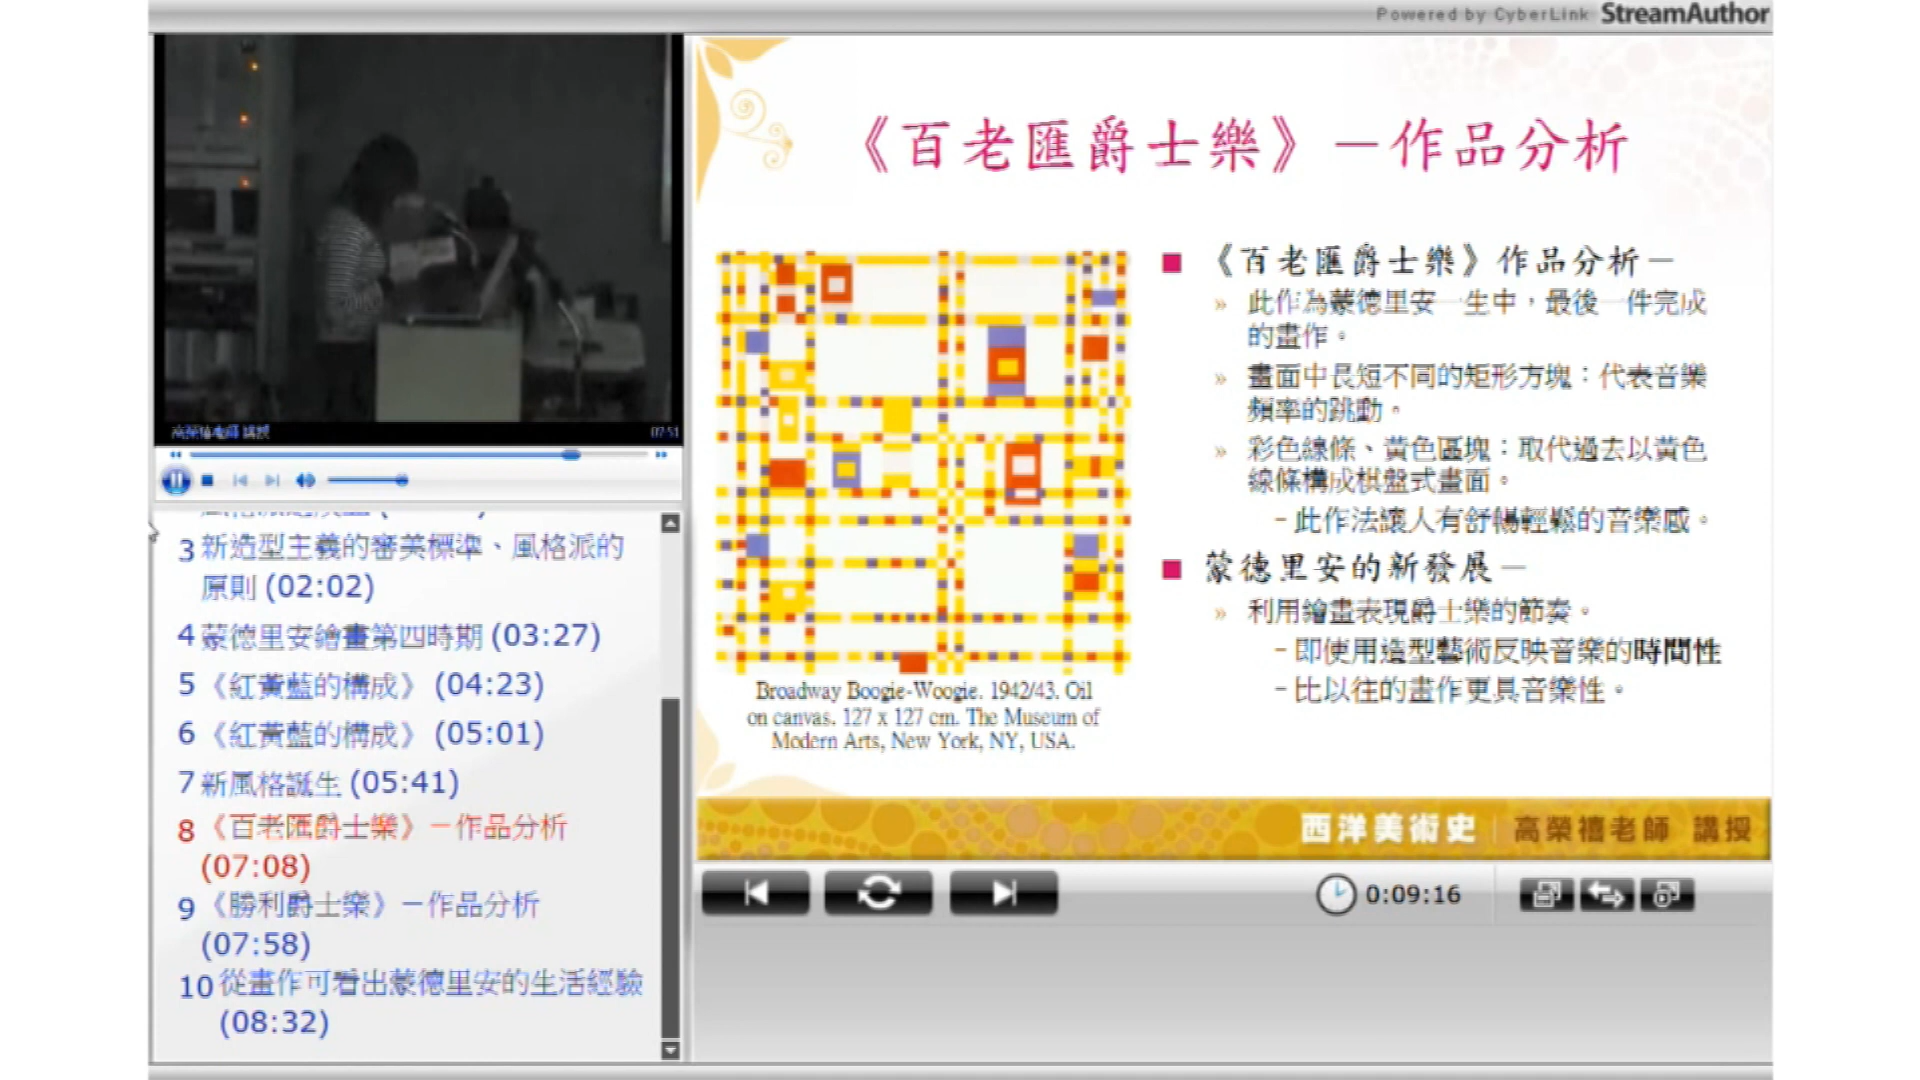 Powered by CyberLink StreamAuthor
07:51
3 新造型主義的審美標準、風格派的
原則 (02:02)
4 蒙德里安繪畫第四時期 (03:27)
5 《紅黃藍的構成》 (04:23)
6 《紅黃藍的構成》 (05:01)
7 新風格誕生 (05:41)
8 《百老匯爵士樂》－作品分析
(07:08)
9 《勝利爵士樂》－作品分析
(07:58)
10 從畫作可看出蒙德里安的生活經驗
(08:32)
《百老匯爵士樂》－作品分析
《百老匯爵士樂》作品分析－
» 此作為蒙德里安一生中，最後一件完成
的畫作。
» 畫面中長短不同的矩形方塊：代表音樂
頻率的跳動。
» 彩色線條、黃色區塊：取代過去以黃色
線條構成棋盤式畫面。
－此作法讓人有舒暢輕鬆的音樂感。
蒙德里安的新發展－
» 利用繪畫表現爵士樂的節奏。
－即使用造型藝術反映音樂的時間性
－比以往的畫作更具音樂性。
Broadway Boogie-Woogie. 1942/43. Oil
on canvas. 127 x 127 cm. The Museum of
Modern Arts, New York, NY, USA.
西洋美術史 | 高榮禧老師 講授
0:09:16